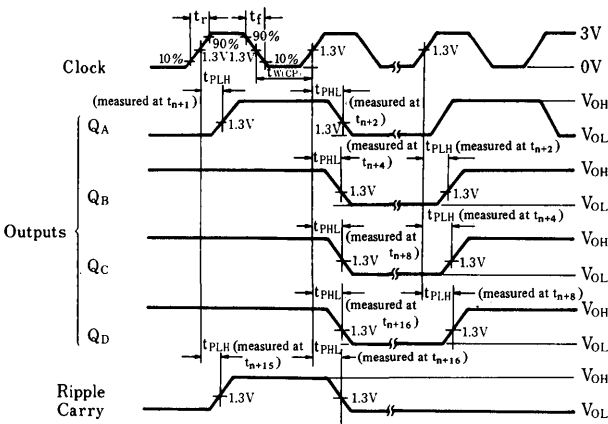 tr tf
90% 90% 3V
10% 1.3V 1.3V 10% 1.3V 1.3V
Clock tW(CP) 0V
tPLH tPHL
(measured at tn+1) (measured at tn+2) VOH
QA 1.3V 1.3V VOL
tPHL (measured at tn+4) tPLH (measured at tn+2)
VOH
QB 1.3V 1.3V VOL
tPHL (measured at tn+8) tPLH (measured at tn+4)
Outputs VOH
QC 1.3V 1.3V VOL
tPHL (measured at tn+16) tPLH (measured at tn+8)
VOH
QD 1.3V 1.3V VOL
tPLH (measured at tn+15) tPHL (measured at tn+16)
VOH
Ripple
Carry 1.3V 1.3V VOL